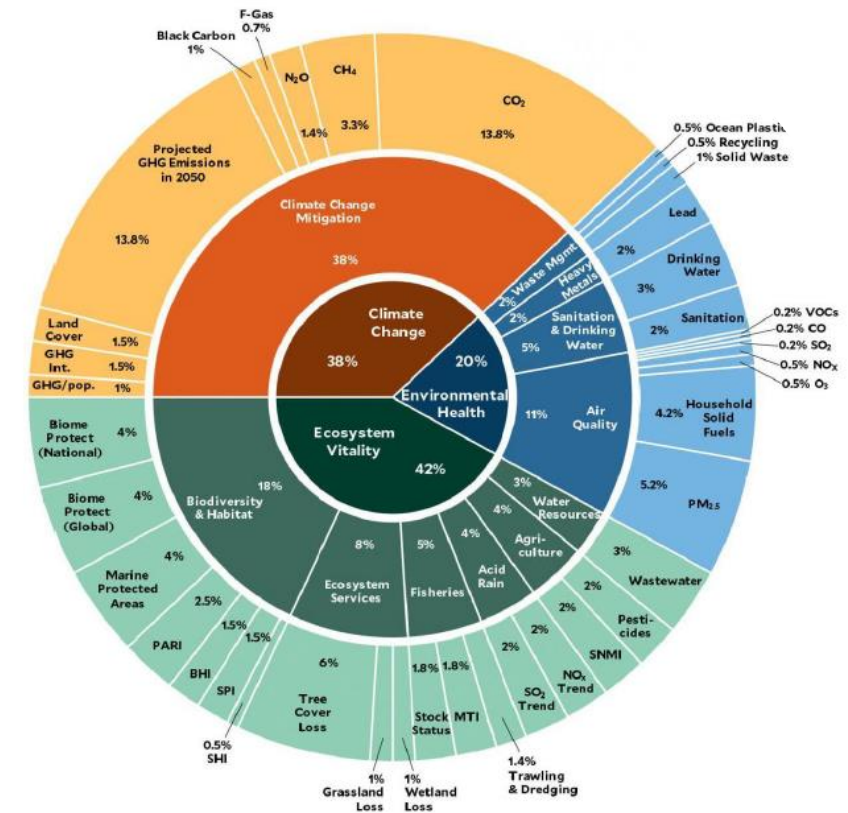 F-Gas
0.7%
Black Carbon
1%
N₂O
1.4%
CH₄
3.3%
CO₂
13.8%
Projected
GHG Emissions
in 2050
13.8%
Land
Cover
1.5%
GHG
Int.
1.5%
GHG/pop.
1%
0.5% Ocean Plastic
0.5% Recycling
1% Solid Waste
Lead
2%
Drinking
Water
3%
Sanitation
2%
0.2% VOCs
0.2% CO
0.2% SO₂
0.5% NOₓ
0.5% O₃
4.2% Household
Solid
Fuels
5.2%
PM₂.₅
Climate Change
Mitigation
38%
Waste Mgmt
2%
Heavy
Metals
2%
Sanitation
& Drinking
Water
5%
11%
Air
Quality
Climate
Change
38%
20%
Environmental
Health
Ecosystem
Vitality
42%
18%
Biodiversity
& Habitat
8%
Ecosystem
Services
5%
Fisheries
4%
Acid
Rain
4%
Agri-
culture
3%
Water
Resources
Biome
Protect
(National)
4%
Biome
Protect
(Global)
4%
Marine
Protected
Areas
4%
2.5%
PARI
1.5%
BHI
1.5%
SPI
0.5%
SHI
6%
Tree
Cover
Loss
1%
Grassland
Loss
1%
Wetland
Loss
1.8%
Stock
Status
1.8%
MTI
1.4%
Trawling
& Dredging
2%
SO₂
Trend
2%
NOₓ
Trend
2%
SNMI
2%
Pesti-
cides
3%
Wastewater